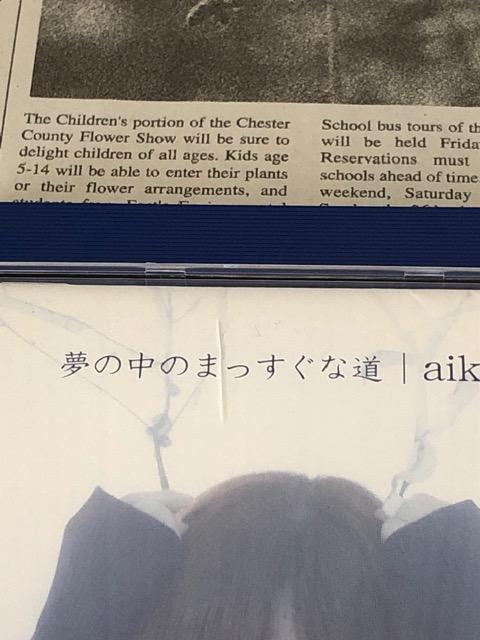 The Children's portion of the Chester
County Flower Show will be sure to
delight children of all ages. Kids age
5-14 will be able to enter their plants
or their flower arrangements, and
School bus tours of
will be held
Reservations must
schools ahead of time
weekend, Saturday
夢の中のまっすぐな道 | aik